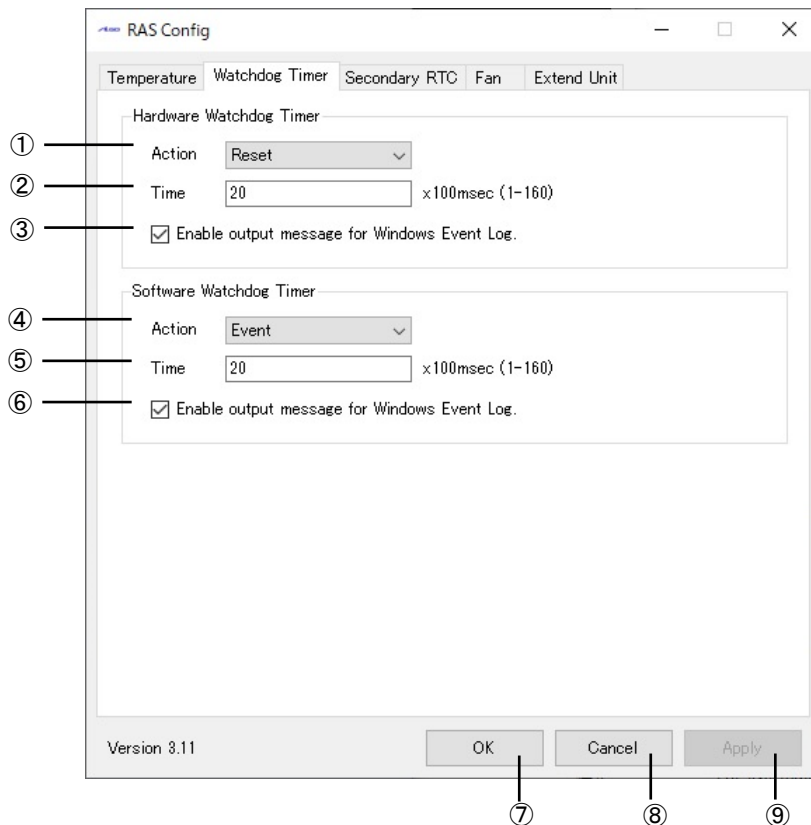 RAS Config
Temperature Watchdog Timer Secondary RTC Fan Extend Unit
Hardware Watchdog Timer
① Action Reset
② Time 20 x100msec (1-160)
③ Enable output message for Windows Event Log.
Software Watchdog Timer
④ Action Event
⑤ Time 20 x100msec (1-160)
⑥ Enable output message for Windows Event Log.
Version 3.11 OK Cancel Apply
⑦ ⑧ ⑨